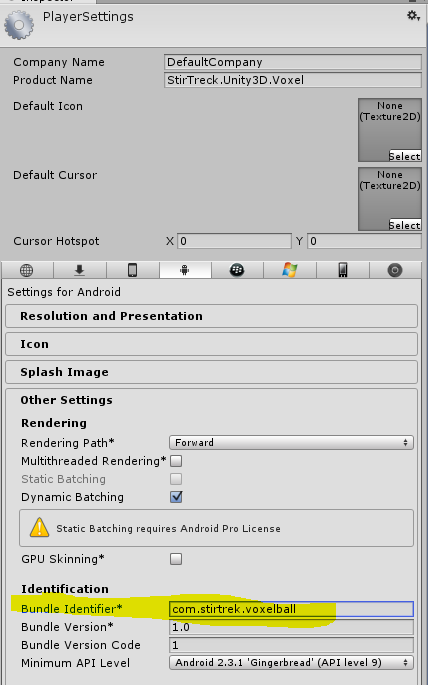 Inspector
PlayerSettings
Company Name DefaultCompany
Product Name StirTreck.Unity3D.Voxel
Default Icon None
(Texture2D)
Select
Default Cursor None
(Texture2D)
Select
Cursor Hotspot X 0 Y 0
Settings for Android
Resolution and Presentation
Icon
Splash Image
Other Settings
Rendering
Rendering Path* Forward
Multithreaded Rendering*
Static Batching
Dynamic Batching
Static Batching requires Android Pro License
GPU Skinning*
Identification
Bundle Identifier* com.stirtrek.voxelball
Bundle Version* 1.0
Bundle Version Code 1
Minimum API Level Android 2.3.1 'Gingerbread' (API level 9)